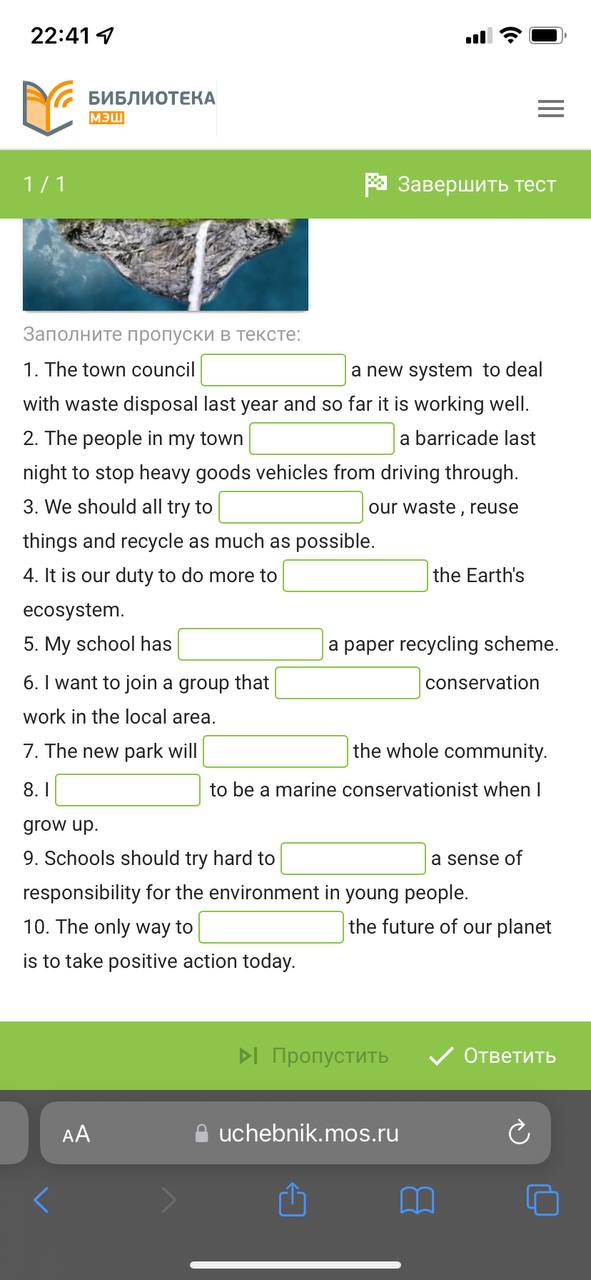 22:41
БИБЛИОТЕКА
МЭШ
1 / 1 Завершить тест
Заполните пропуски в тексте:
1. The town council a new system to deal
with waste disposal last year and so far it is working well.
2. The people in my town a barricade last
night to stop heavy goods vehicles from driving through.
3. We should all try to our waste , reuse
things and recycle as much as possible.
4. It is our duty to do more to the Earth's
ecosystem.
5. My school has a paper recycling scheme.
6. I want to join a group that conservation
work in the local area.
7. The new park will the whole community.
8. I to be a marine conservationist when I
grow up.
9. Schools should try hard to a sense of
responsibility for the environment in young people.
10. The only way to the future of our planet
is to take positive action today.
Пропустить Ответить
AA uchebnik.mos.ru